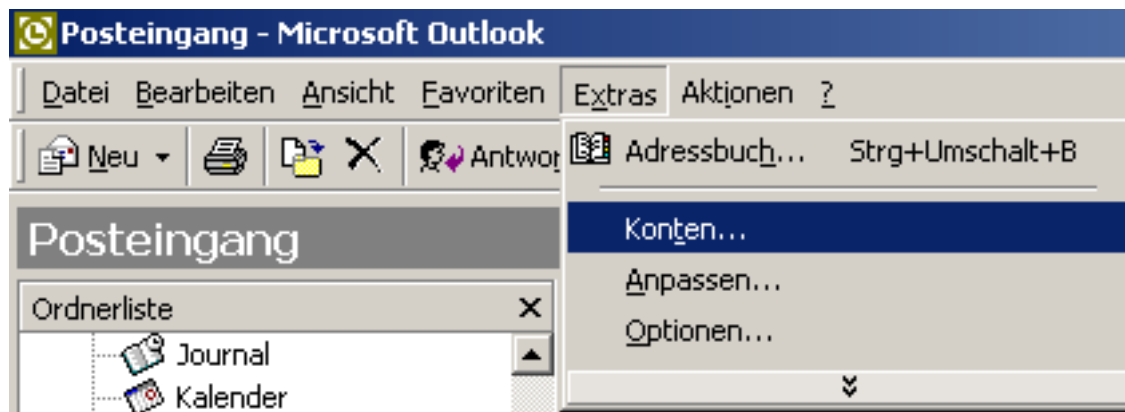 Posteingang - Microsoft Outlook
Datei Bearbeiten Ansicht Favoriten Extras Aktionen ?
Neu Antwor
Adressbuch... Strg+Umschalt+B
Posteingang
Konten...
Anpassen...
Ordnerliste
Optionen...
Journal
Kalender